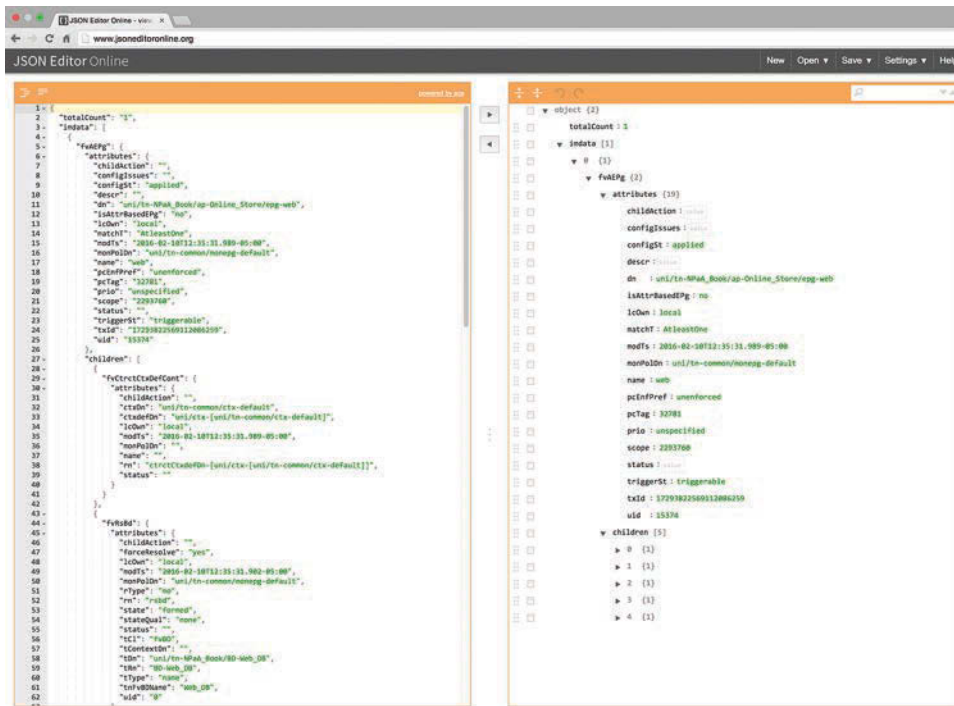 JSON Editor Online - view
www.jsoneditoronline.org
JSON Editor Online
New Open ▾ Save ▾ Settings ▾ Help
powered by ace
1 {
2 "totalCount": "1",
3 "imdata": [
4 {
5 "fvAEPg": {
6 "attributes": {
7 "childAction": "",
8 "configIssues": "",
9 "configSt": "applied",
10 "descr": "",
11 "dn": "uni/tn-NPaA_Book/ap-Online_Store/epg-web",
12 "isAttrBasedEPg": "no",
13 "lcOwn": "local",
14 "matchT": "AtleastOne",
15 "modTs": "2016-02-10T12:35:31.989-05:00",
16 "monPolDn": "uni/tn-common/monepg-default",
17 "name": "web",
18 "pcEnfPref": "unenforced",
19 "pcTag": "32781",
20 "prio": "unspecified",
21 "scope": "2293760",
22 "status": "",
23 "triggerSt": "triggerable",
24 "txId": "17293822569112086259",
25 "uid": "15374"
26 },
27 "children": [
28 {
29 "fvCtrctCtxDefCont": {
30 "attributes": {
31 "childAction": "",
32 "ctxDn": "uni/tn-common/ctx-default",
33 "ctxdefDn": "uni/ctx-[uni/tn-common/ctx-default]",
34 "lcOwn": "local",
35 "modTs": "2016-02-10T12:35:31.989-05:00",
36 "monPolDn": "",
37 "name": "",
38 "rn": "ctrctCtxdefDn-[uni/ctx-[uni/tn-common/ctx-default]]",
39 "status": ""
40 }
41 }
42 },
43 {
44 "fvRsBd": {
45 "attributes": {
46 "childAction": "",
47 "forceResolve": "yes",
48 "lcOwn": "local",
49 "modTs": "2016-02-10T12:35:31.902-05:00",
50 "monPolDn": "uni/tn-common/monepg-default",
51 "rType": "mo",
52 "rn": "rsbd",
53 "state": "formed",
54 "stateQual": "none",
55 "status": "",
56 "tCl": "fvBD",
57 "tContextDn": "",
58 "tDn": "uni/tn-NPaA_Book/BD-Web_DB",
59 "tRn": "BD-Web_DB",
60 "tType": "name",
61 "tnFvBDName": "Web_DB",
62 "uid": "0"
63
object {2}
totalCount : 1
imdata [1]
0 {1}
fvAEPg {2}
attributes {19}
childAction : value
configIssues : value
configSt : applied
descr : value
dn : uni/tn-NPaA_Book/ap-Online_Store/epg-web
isAttrBasedEPg : no
lcOwn : local
matchT : AtleastOne
modTs : 2016-02-10T12:35:31.989-05:00
monPolDn : uni/tn-common/monepg-default
name : web
pcEnfPref : unenforced
pcTag : 32781
prio : unspecified
scope : 2293760
status : value
triggerSt : triggerable
txId : 17293822569112086259
uid : 15374
children [5]
0 {1}
1 {1}
2 {1}
3 {1}
4 {1}